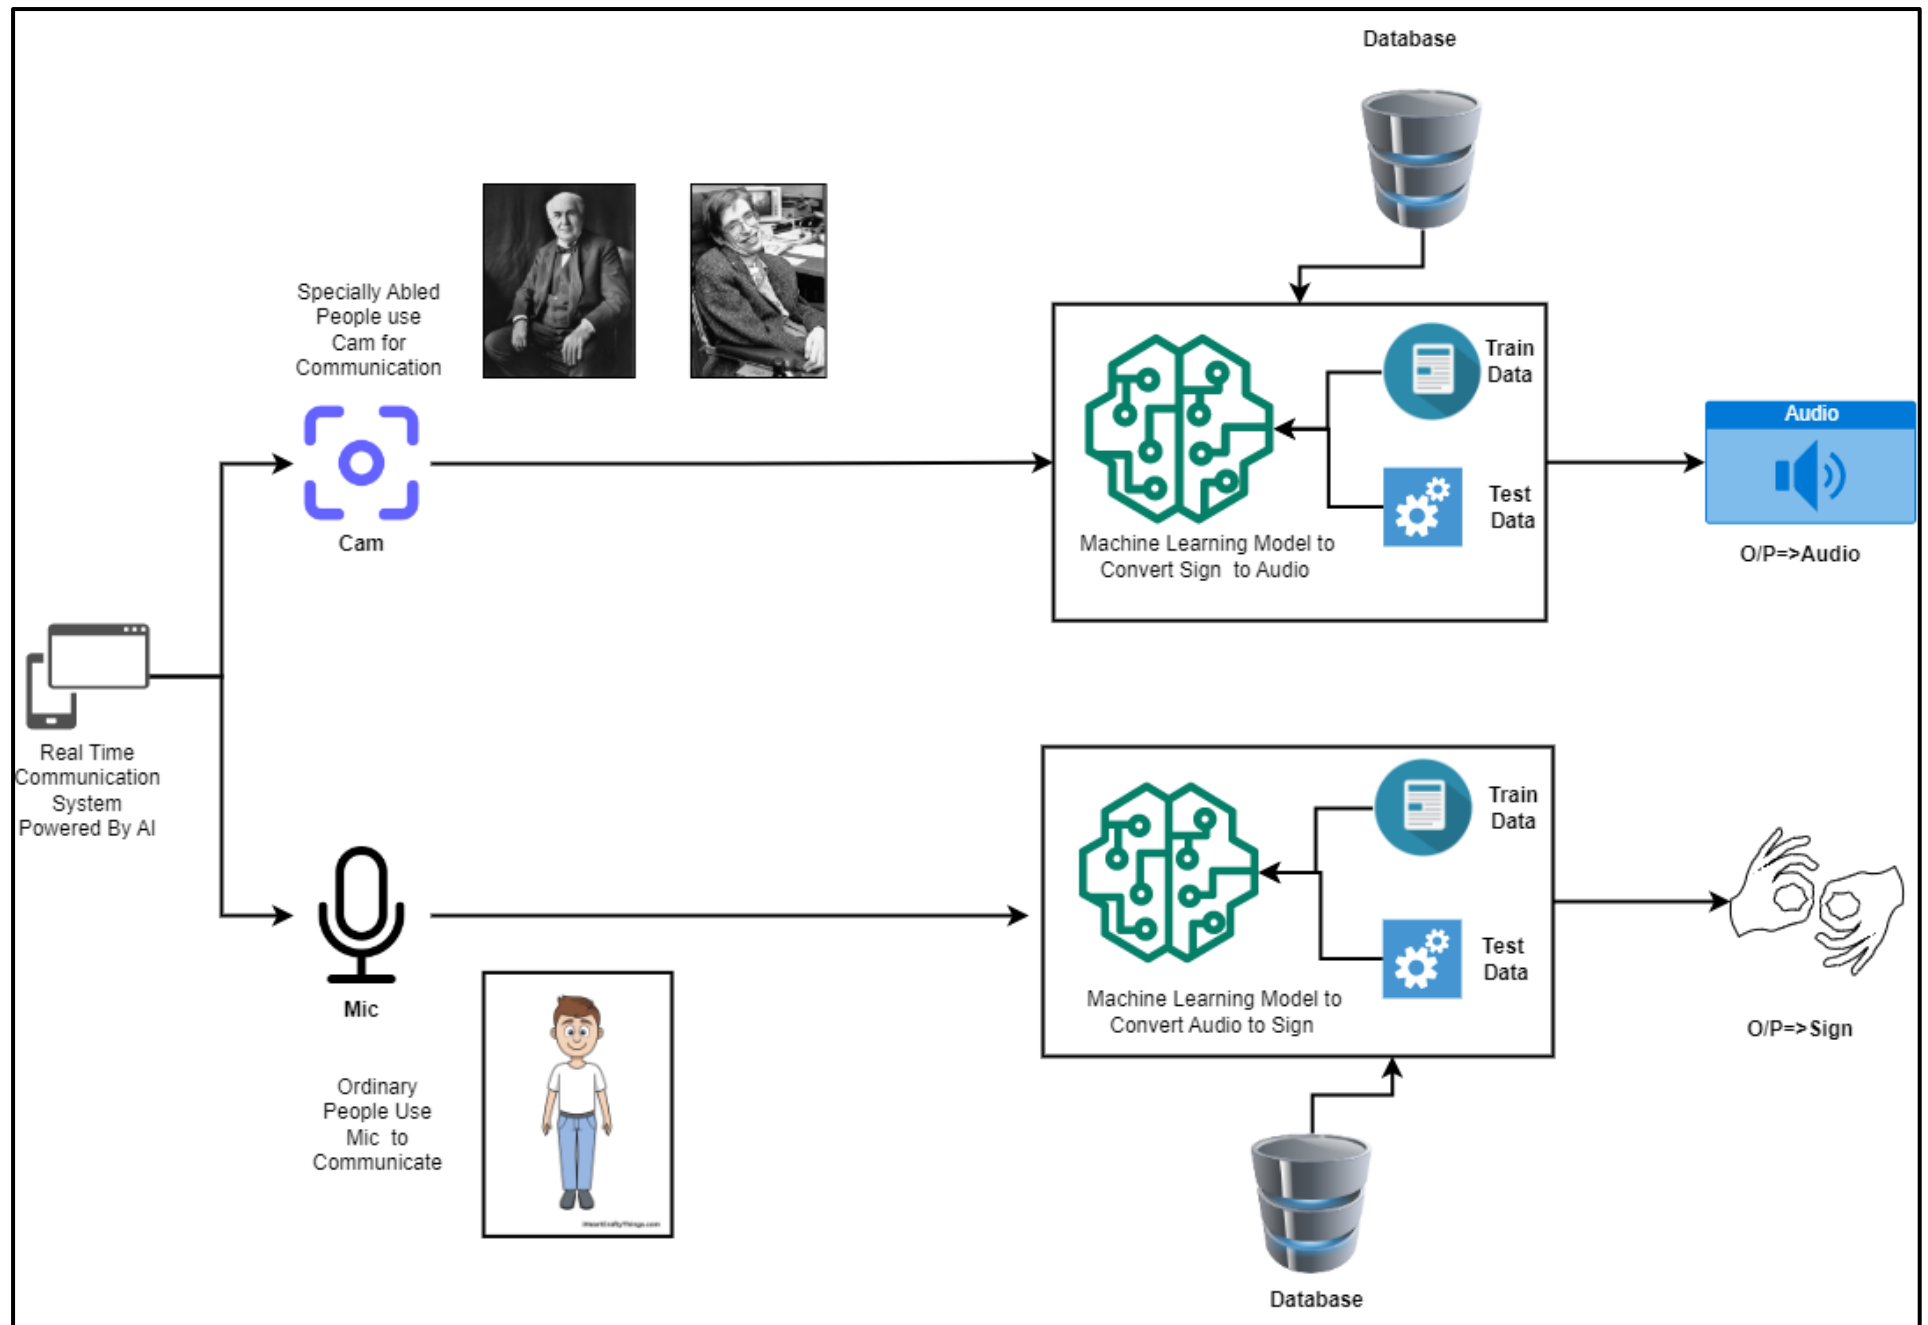 Database
Specially Abled
People use
Cam for
Communication
Cam
Train
Data
Test
Data
Machine Learning Model to
Convert Sign to Audio
Audio
O/P=>Audio
Real Time
Communication
System
Powered By AI
Mic
Ordinary
People Use
Mic to
Communicate
iHeartCraftyThings.com
Train
Data
Test
Data
Machine Learning Model to
Convert Audio to Sign
O/P=>Sign
Database